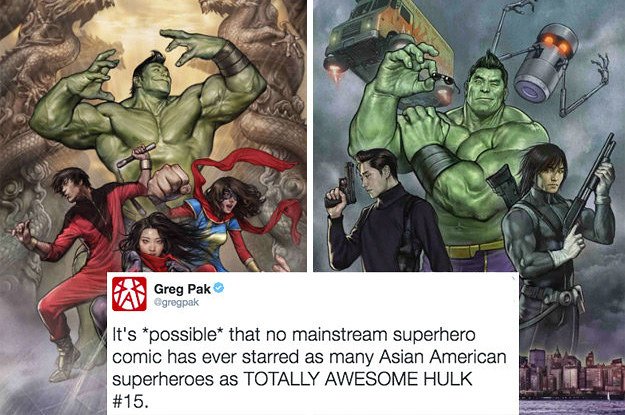 Greg Pak
@gregpak
It's *possible* that no mainstream superhero
comic has ever starred as many Asian American
superheroes as TOTALLY AWESOME HULK
#15.